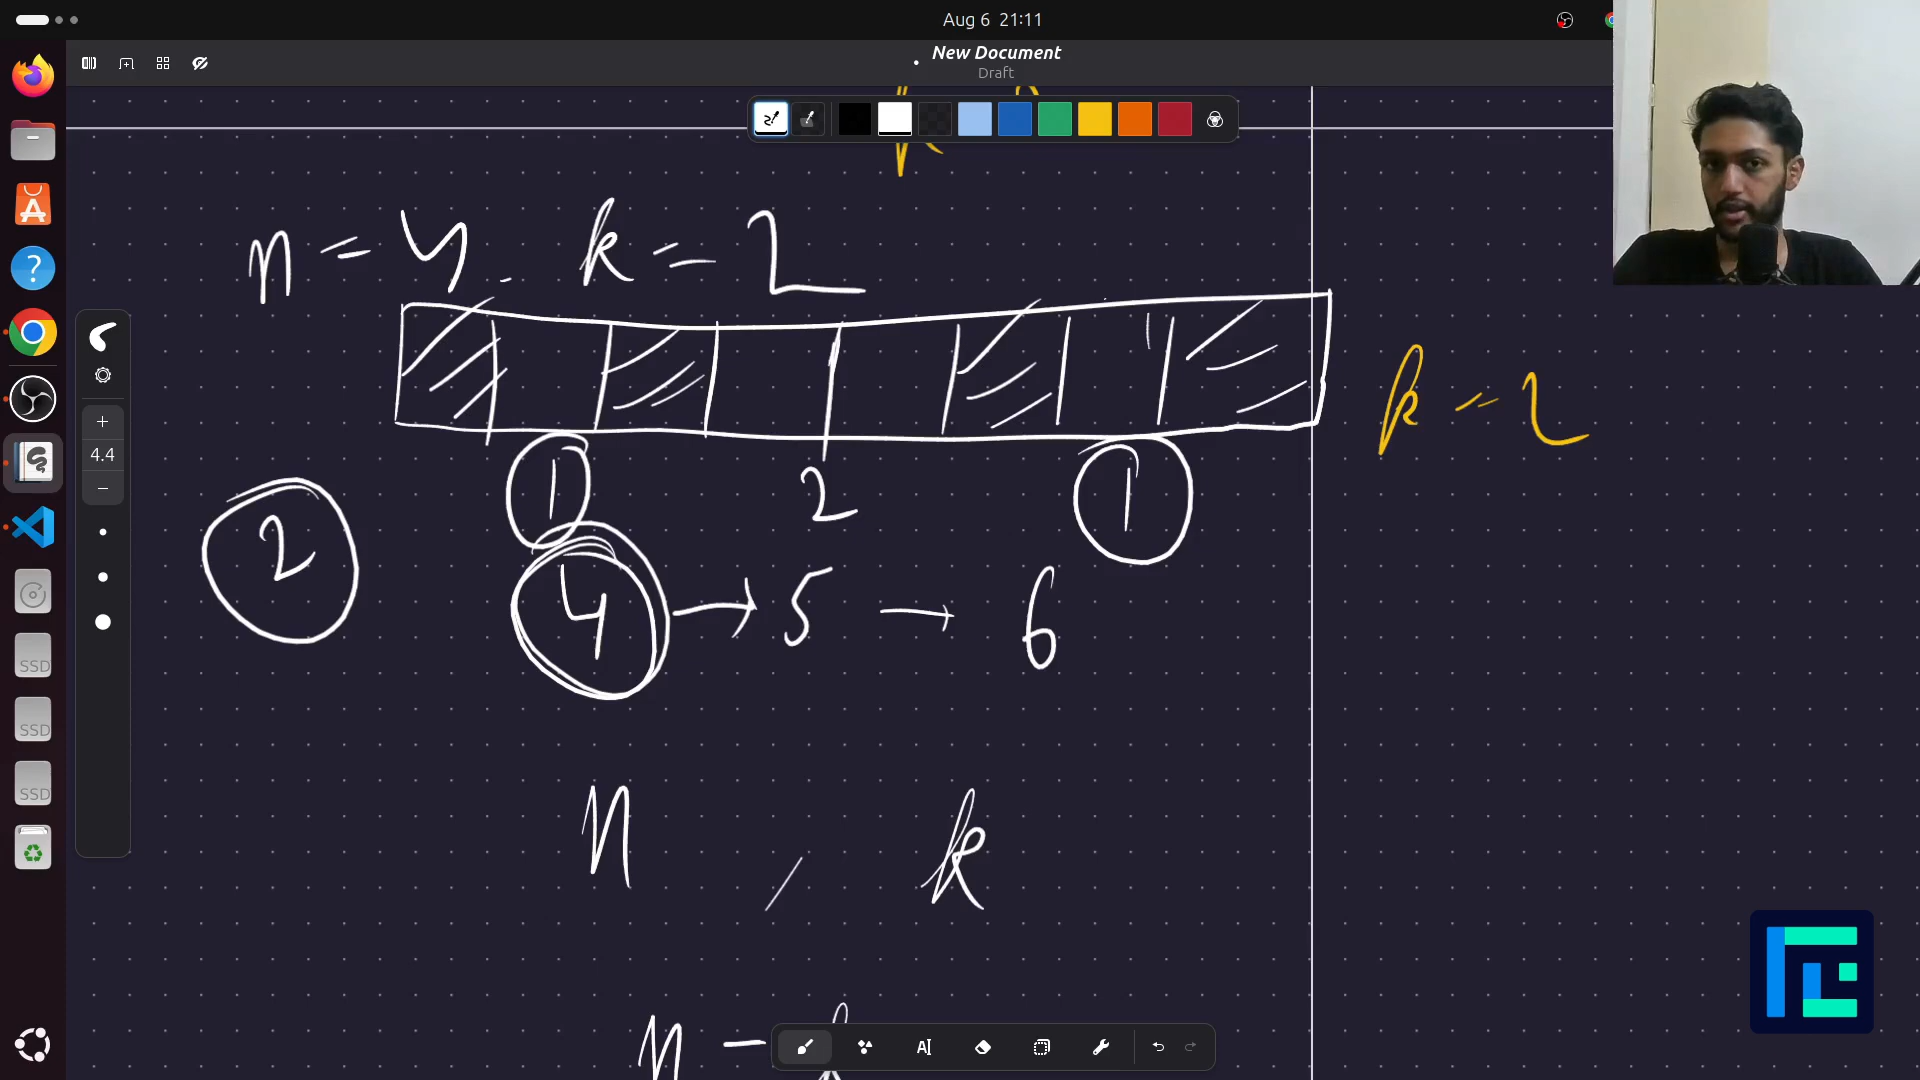 Aug 6 21:11
New Document
Draft
n = 4. k = 2
k = 2
1 2 1
2
4 → 5 → 6
4.4
SSD
SSD
SSD
n , k
n -